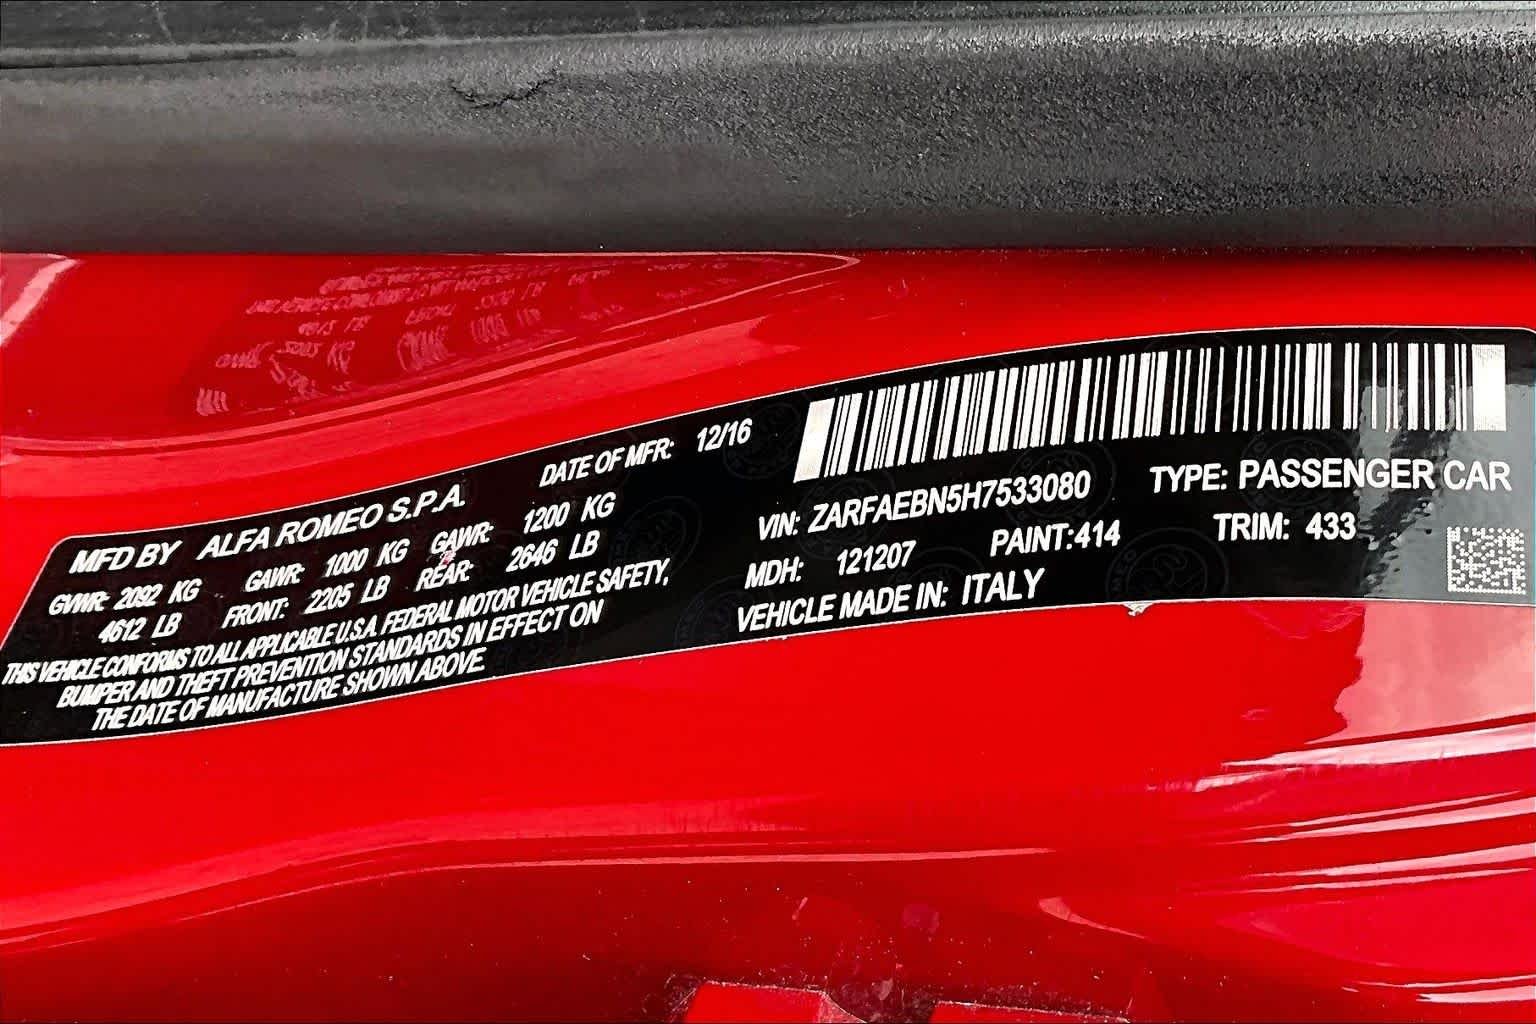 MFD BY ALFA ROMEO S.P.A. DATE OF MFR: 12/16
GVWR: 2092 KG GAWR: 1000 KG GAWR: 1200 KG
4612 LB FRONT: 2205 LB REAR: 2646 LB
THIS VEHICLE CONFORMS TO ALL APPLICABLE U.S.A. FEDERAL MOTOR VEHICLE SAFETY,
BUMPER AND THEFT PREVENTION STANDARDS IN EFFECT ON
THE DATE OF MANUFACTURE SHOWN ABOVE.
VIN: ZARFAEBN5H7533080 TYPE: PASSENGER CAR
MDH: 121207 PAINT:414 TRIM: 433
VEHICLE MADE IN: ITALY